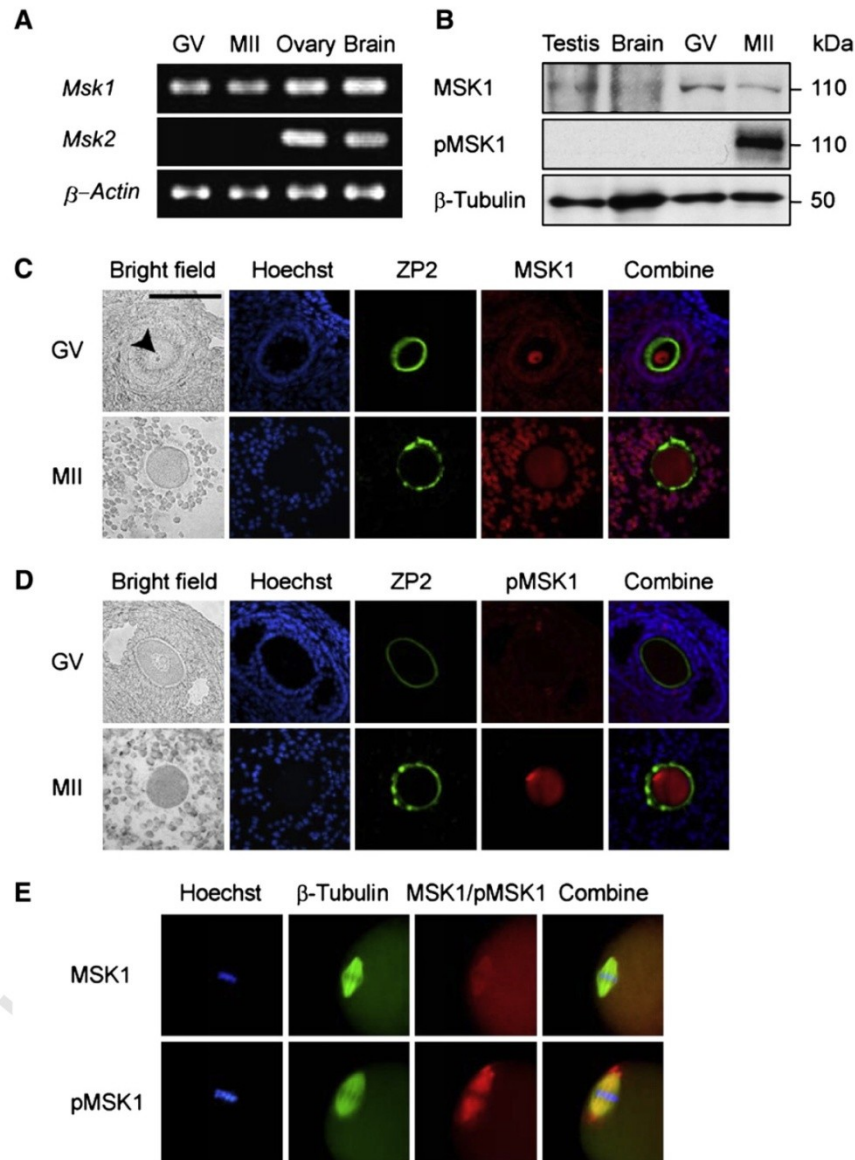 A
GV MII Ovary Brain
Msk1
Msk2
β-Actin
B
Testis Brain GV MII kDa
MSK1 110
pMSK1 110
β-Tubulin 50
C
Bright field Hoechst ZP2 MSK1 Combine
GV
MII
D
Bright field Hoechst ZP2 pMSK1 Combine
GV
MII
E
Hoechst β-Tubulin MSK1/pMSK1 Combine
MSK1
pMSK1